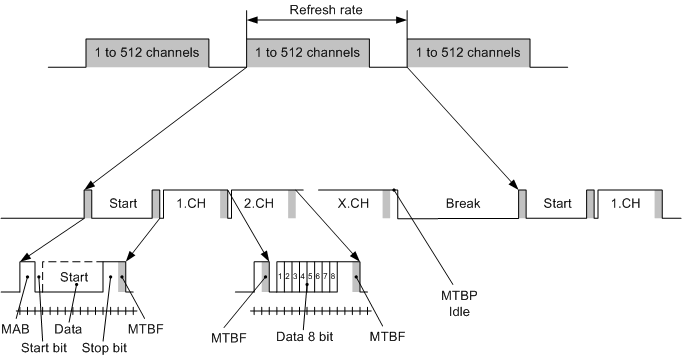 Refresh rate
1 to 512 channels
1 to 512 channels
1 to 512 channels
Start
1.CH
2.CH
X.CH
Break
Start
1.CH
Start
1 2 3 4 5 6 7 8
MTBP
Idle
MAB
Data
MTBF
MTBF
Data 8 bit
MTBF
Start bit
Stop bit